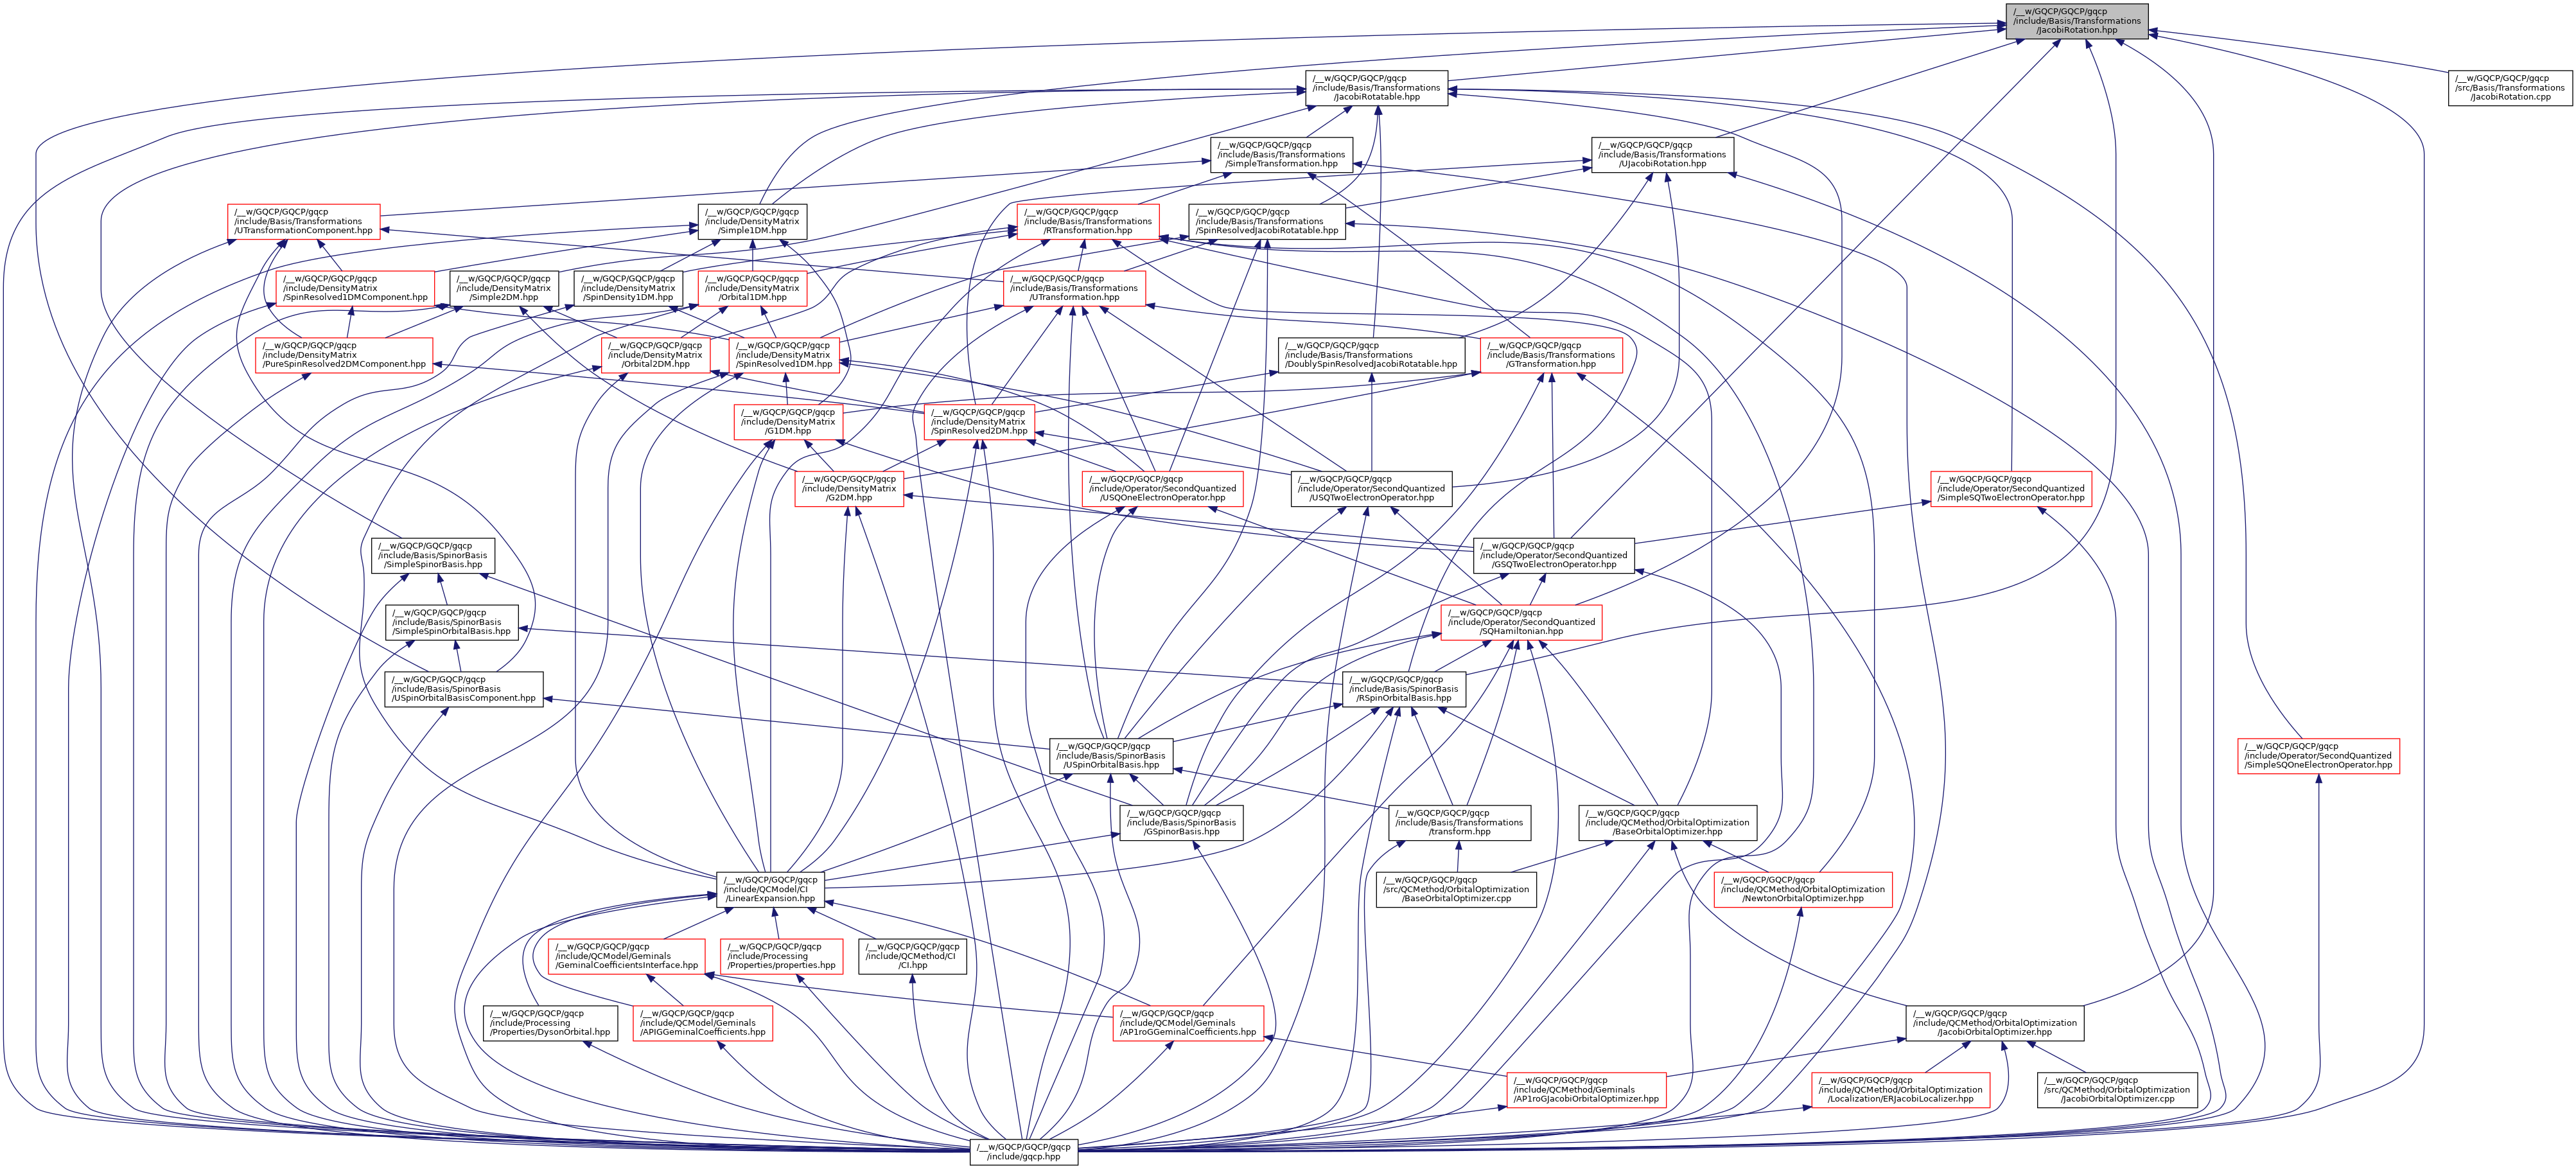 /__w/GQCP/GQCP/gqcp
/include/Basis/Transformations
/JacobiRotation.hpp
/__w/GQCP/GQCP/gqcp
/include/Basis/Transformations
/JacobiRotatable.hpp
/__w/GQCP/GQCP/gqcp
/src/Basis/Transformations
/JacobiRotation.cpp
/__w/GQCP/GQCP/gqcp
/include/Basis/Transformations
/SimpleTransformation.hpp
/__w/GQCP/GQCP/gqcp
/include/Basis/Transformations
/UJacobiRotation.hpp
/__w/GQCP/GQCP/gqcp
/include/Basis/Transformations
/UTransformationComponent.hpp
/__w/GQCP/GQCP/gqcp
/include/DensityMatrix
/Simple1DM.hpp
/__w/GQCP/GQCP/gqcp
/include/Basis/Transformations
/RTransformation.hpp
/__w/GQCP/GQCP/gqcp
/include/Basis/Transformations
/SpinResolvedJacobiRotatable.hpp
/__w/GQCP/GQCP/gqcp
/include/DensityMatrix
/SpinResolved1DMComponent.hpp
/__w/GQCP/GQCP/gqcp
/include/DensityMatrix
/Simple2DM.hpp
/__w/GQCP/GQCP/gqcp
/include/DensityMatrix
/SpinDensity1DM.hpp
/__w/GQCP/GQCP/gqcp
/include/DensityMatrix
/Orbital1DM.hpp
/__w/GQCP/GQCP/gqcp
/include/Basis/Transformations
/UTransformation.hpp
/__w/GQCP/GQCP/gqcp
/include/DensityMatrix
/PureSpinResolved2DMComponent.hpp
/__w/GQCP/GQCP/gqcp
/include/DensityMatrix
/Orbital2DM.hpp
/__w/GQCP/GQCP/gqcp
/include/DensityMatrix
/SpinResolved1DM.hpp
/__w/GQCP/GQCP/gqcp
/include/Basis/Transformations
/DoublySpinResolvedJacobiRotatable.hpp
/__w/GQCP/GQCP/gqcp
/include/Basis/Transformations
/GTransformation.hpp
/__w/GQCP/GQCP/gqcp
/include/DensityMatrix
/G1DM.hpp
/__w/GQCP/GQCP/gqcp
/include/DensityMatrix
/SpinResolved2DM.hpp
/__w/GQCP/GQCP/gqcp
/include/DensityMatrix
/G2DM.hpp
/__w/GQCP/GQCP/gqcp
/include/Operator/SecondQuantized
/USQOneElectronOperator.hpp
/__w/GQCP/GQCP/gqcp
/include/Operator/SecondQuantized
/USQTwoElectronOperator.hpp
/__w/GQCP/GQCP/gqcp
/include/Operator/SecondQuantized
/SimpleSQTwoElectronOperator.hpp
/__w/GQCP/GQCP/gqcp
/include/Basis/SpinorBasis
/SimpleSpinorBasis.hpp
/__w/GQCP/GQCP/gqcp
/include/Operator/SecondQuantized
/GSQTwoElectronOperator.hpp
/__w/GQCP/GQCP/gqcp
/include/Basis/SpinorBasis
/SimpleSpinOrbitalBasis.hpp
/__w/GQCP/GQCP/gqcp
/include/Operator/SecondQuantized
/SQHamiltonian.hpp
/__w/GQCP/GQCP/gqcp
/include/Basis/SpinorBasis
/USpinOrbitalBasisComponent.hpp
/__w/GQCP/GQCP/gqcp
/include/Basis/SpinorBasis
/RSpinOrbitalBasis.hpp
/__w/GQCP/GQCP/gqcp
/include/Basis/SpinorBasis
/USpinOrbitalBasis.hpp
/__w/GQCP/GQCP/gqcp
/include/Operator/SecondQuantized
/SimpleSQOneElectronOperator.hpp
/__w/GQCP/GQCP/gqcp
/include/Basis/SpinorBasis
/GSpinorBasis.hpp
/__w/GQCP/GQCP/gqcp
/include/Basis/Transformations
/transform.hpp
/__w/GQCP/GQCP/gqcp
/include/QCMethod/OrbitalOptimization
/BaseOrbitalOptimizer.hpp
/__w/GQCP/GQCP/gqcp
/include/QCModel/CI
/LinearExpansion.hpp
/__w/GQCP/GQCP/gqcp
/src/QCMethod/OrbitalOptimization
/BaseOrbitalOptimizer.cpp
/__w/GQCP/GQCP/gqcp
/include/QCMethod/OrbitalOptimization
/NewtonOrbitalOptimizer.hpp
/__w/GQCP/GQCP/gqcp
/include/QCModel/Geminals
/GeminalCoefficientsInterface.hpp
/__w/GQCP/GQCP/gqcp
/include/Processing
/Properties/properties.hpp
/__w/GQCP/GQCP/gqcp
/include/QCMethod/CI
/CI.hpp
/__w/GQCP/GQCP/gqcp
/include/Processing
/Properties/DysonOrbital.hpp
/__w/GQCP/GQCP/gqcp
/include/QCModel/Geminals
/APIGGeminalCoefficients.hpp
/__w/GQCP/GQCP/gqcp
/include/QCModel/Geminals
/AP1roGGeminalCoefficients.hpp
/__w/GQCP/GQCP/gqcp
/include/QCMethod/OrbitalOptimization
/JacobiOrbitalOptimizer.hpp
/__w/GQCP/GQCP/gqcp
/include/QCMethod/Geminals
/AP1roGJacobiOrbitalOptimizer.hpp
/__w/GQCP/GQCP/gqcp
/include/QCMethod/OrbitalOptimization
/Localization/ERJacobiLocalizer.hpp
/__w/GQCP/GQCP/gqcp
/src/QCMethod/OrbitalOptimization
/JacobiOrbitalOptimizer.cpp
/__w/GQCP/GQCP/gqcp
/include/gqcp.hpp